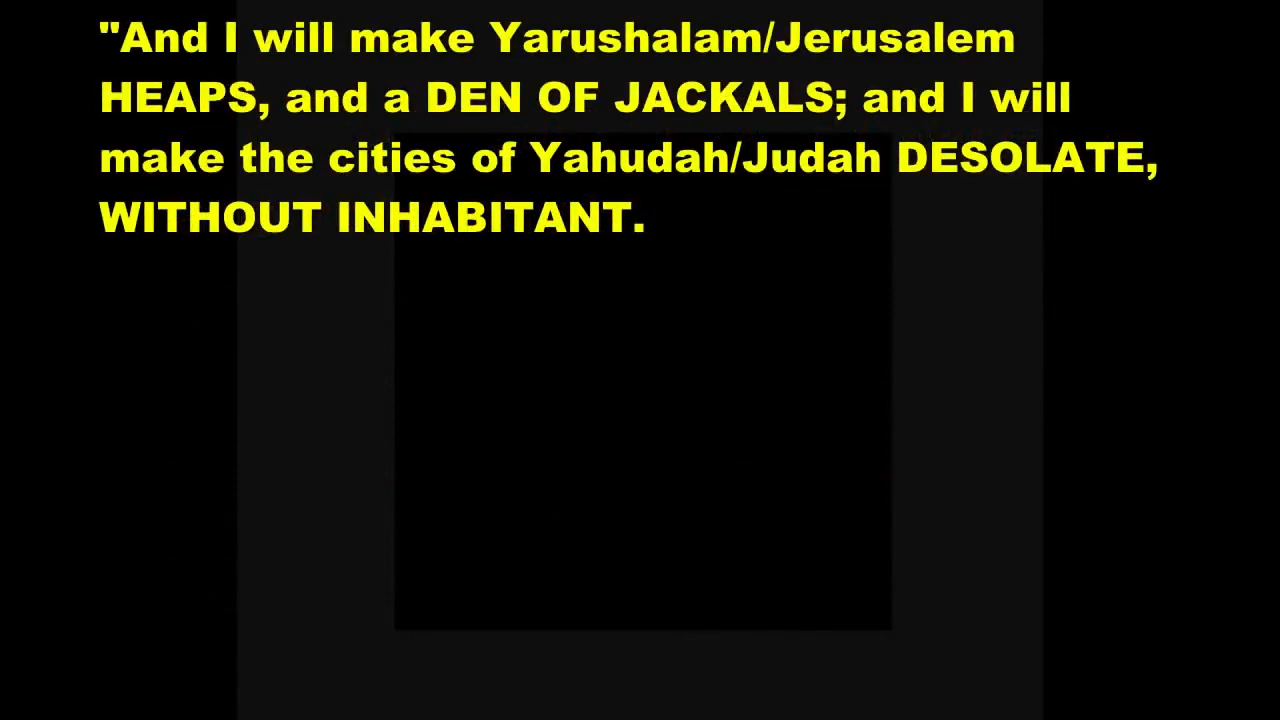 "And I will make Yarushalam/Jerusalem
HEAPS, and a DEN OF JACKALS; and I will
make the cities of Yahudah/Judah DESOLATE,
WITHOUT INHABITANT.